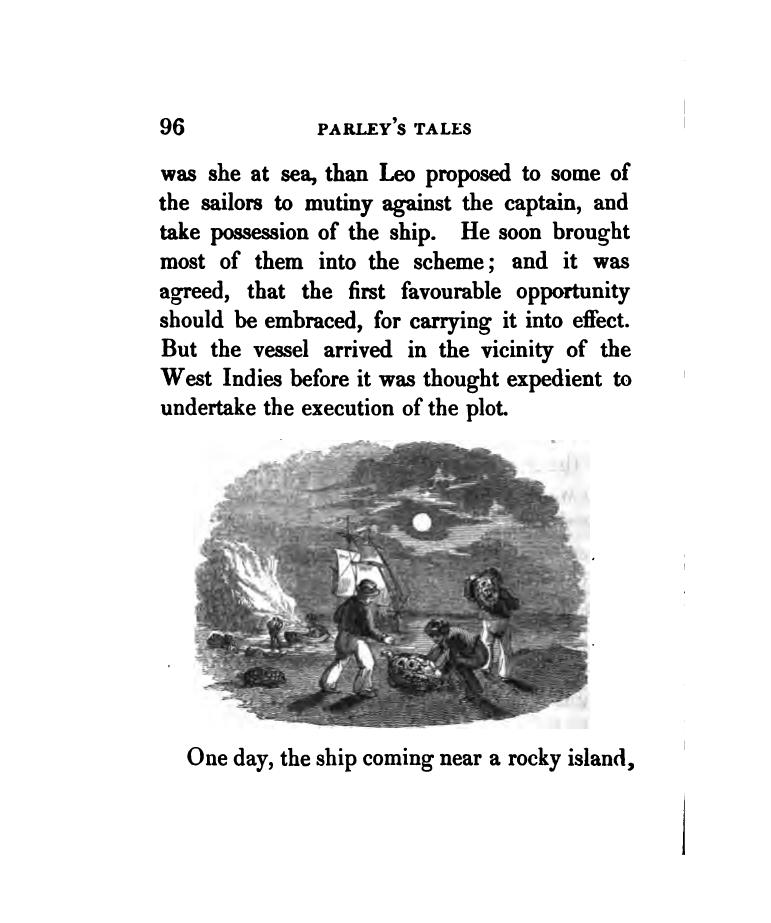 96 PARLEY'S TALES
was she at sea, than Leo proposed to some of
the sailors to mutiny against the captain, and
take possession of the ship. He soon brought
most of them into the scheme; and it was
agreed, that the first favourable opportunity
should be embraced, for carrying it into effect.
But the vessel arrived in the vicinity of the
West Indies before it was thought expedient to
undertake the execution of the plot.
One day, the ship coming near a rocky island,